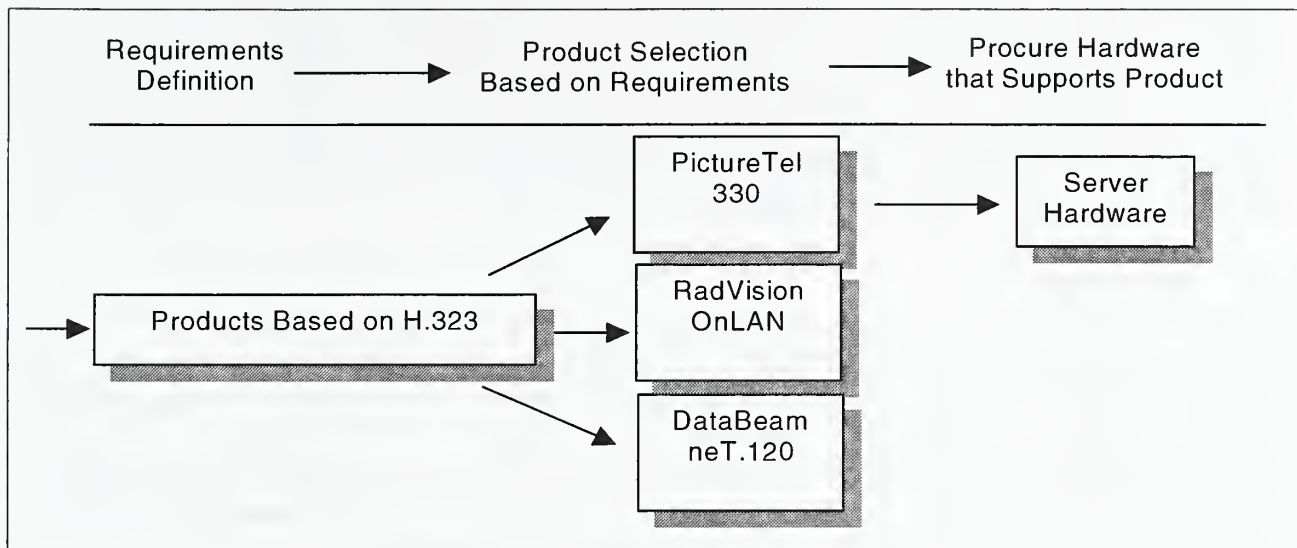 Requirements
Definition
Product Selection
Based on Requirements
Procure Hardware
that Supports Product
PictureTel
330
Server
Hardware
Products Based on H.323
RadVision
OnLAN
DataBeam
neT.120